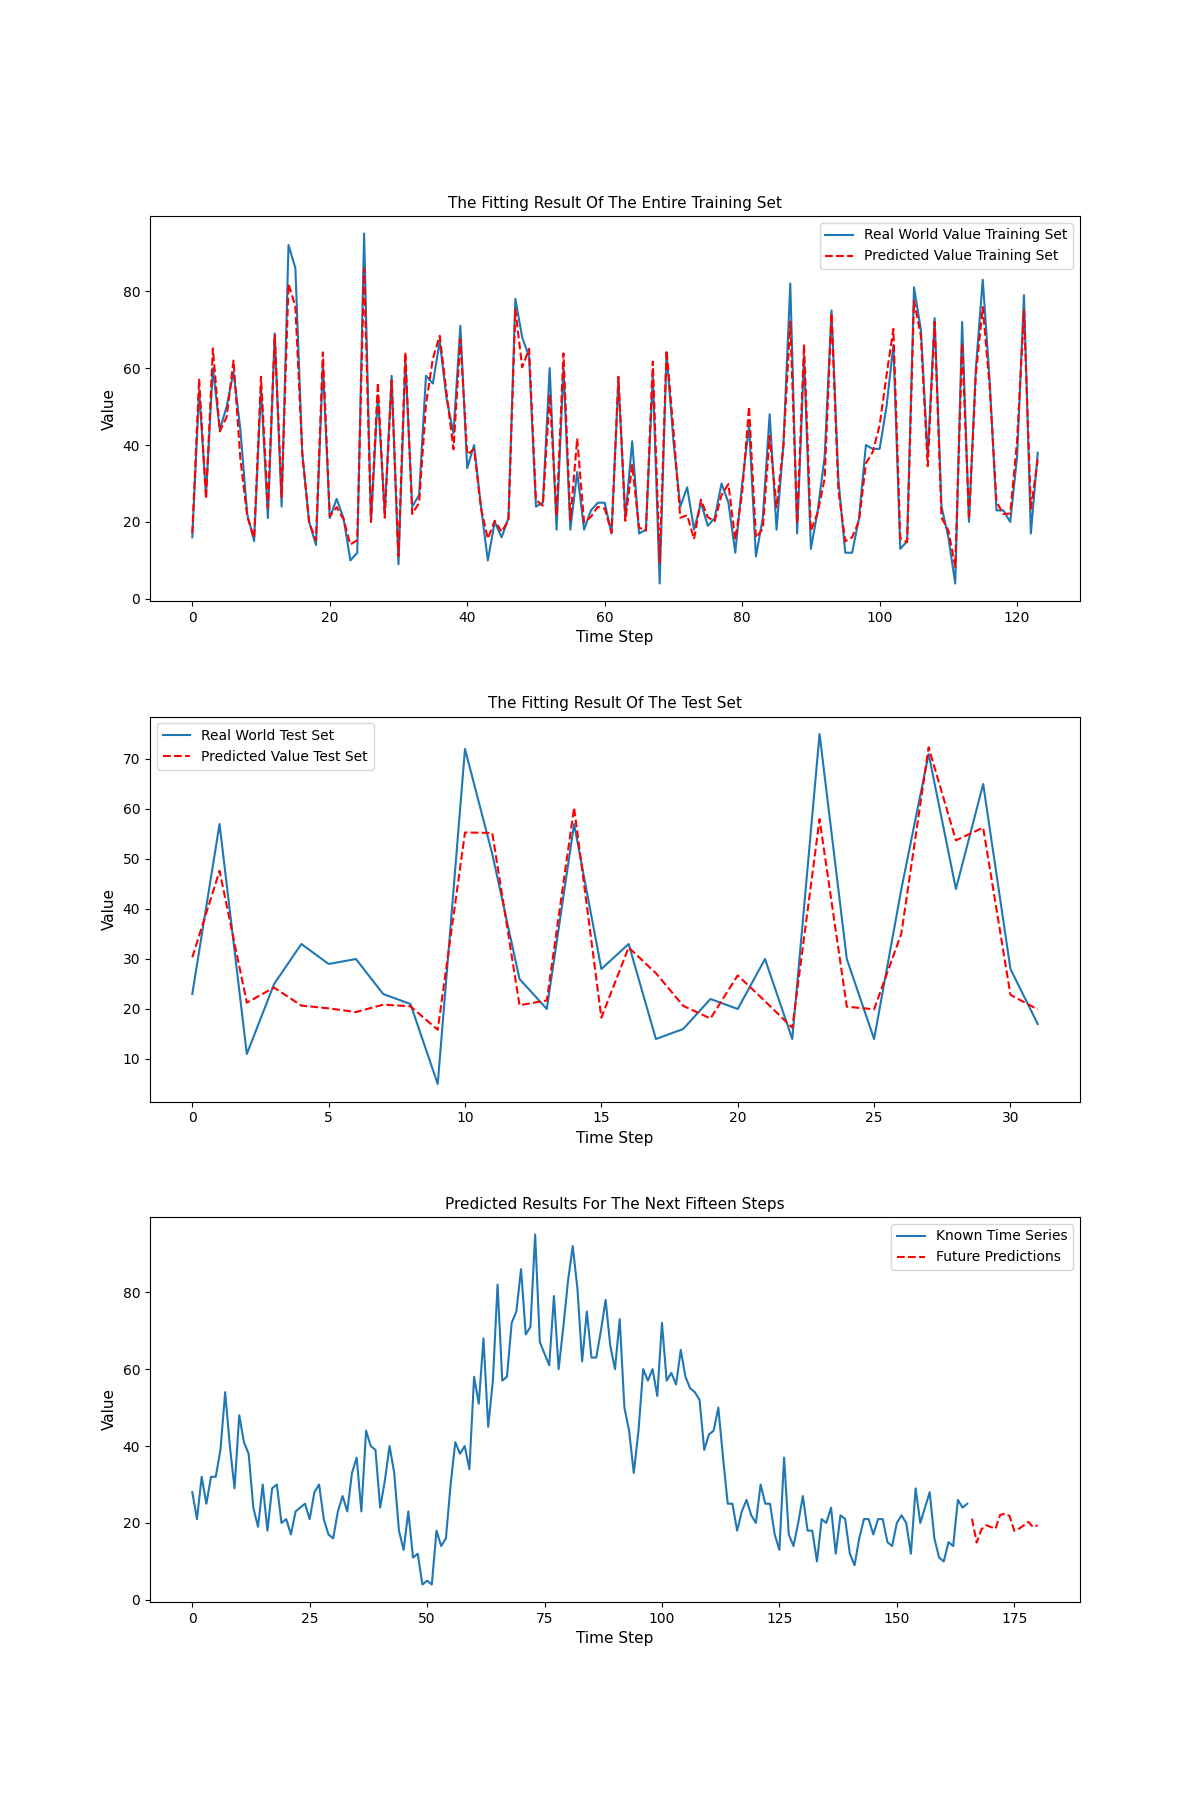 The Fitting Result Of The Entire Training Set
Real World Value Training Set
Predicted Value Training Set
Value
80
60
40
20
0
0 20 40 60 80 100 120
Time Step
The Fitting Result Of The Test Set
Real World Test Set
Predicted Value Test Set
Value
70
60
50
40
30
20
10
0 5 10 15 20 25 30
Time Step
Predicted Results For The Next Fifteen Steps
Known Time Series
Future Predictions
Value
80
60
40
20
0
0 25 50 75 100 125 150 175
Time Step